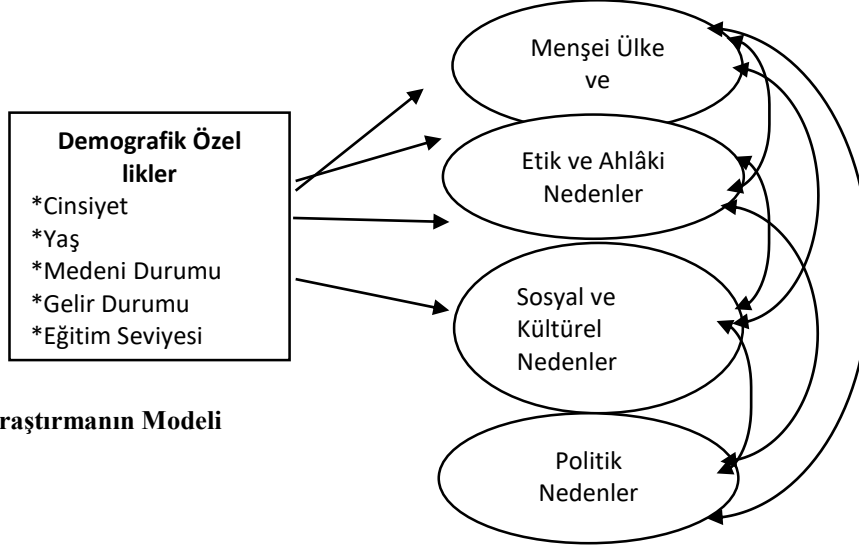 Demografik Özel
likler
*Cinsiyet
*Yaş
*Medeni Durumu
*Gelir Durumu
*Eğitim Seviyesi
Menşei Ülke
ve
Etik ve Ahlâki
Nedenler
Sosyal ve
Kültürel
Nedenler
Politik
Nedenler
raştırmanın Modeli